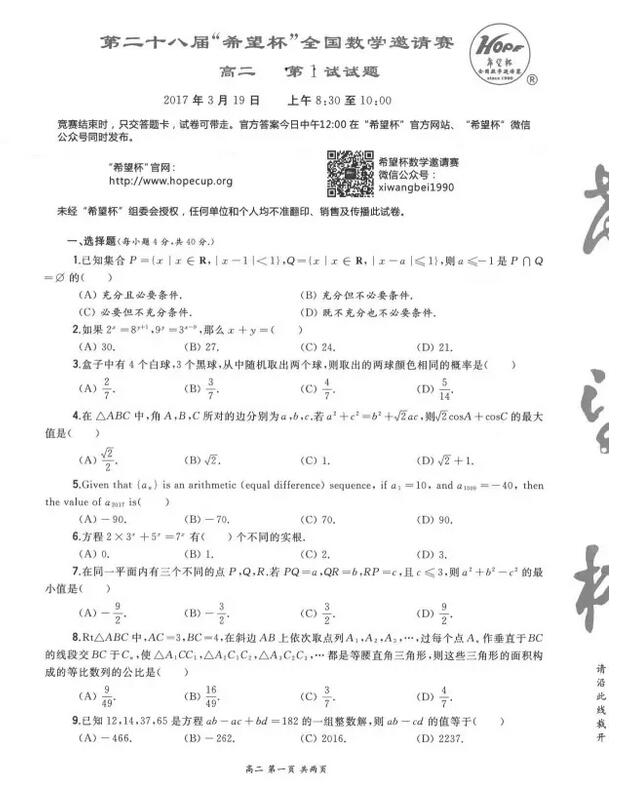 第二十八届“希望杯”全国数学邀请赛
高二 第1试试题
HOPE
希望杯
全国数学邀请赛
since 1990
®
2017年3月19日 上午8:30至10:00
竞赛结束时，只交答题卡，试卷可带走。官方答案今日中午12:00在“希望杯”官方网站、“希望杯”微信
公众号同时发布。
“希望杯”官网：
http://www.hopecup.org
希望杯数学邀请赛
微信公众号：
xiwangbei1990
未经“希望杯”组委会授权，任何单位和个人均不准翻印、销售及传播此试卷。
一、选择题(每小题4分,共40分.)
1.已知集合 P={x|x∈R,|x-1|<1},Q={x|x∈R,|x-a|⩽1},则a⩽-1是P∩Q
=∅的( )
(A) 充分且必要条件. (B) 充分但不必要条件.
(C) 必要但不充分条件. (D) 既不充分也不必要条件.
2.如果 2ˣ=8ʸ⁺¹,9ʸ=3ˣ⁻⁹,那么 x+y=( )
(A) 30. (B) 27. (C) 24. (D) 21.
3.盒子中有4个白球,3个黑球,从中随机取出两个球,则取出的两球颜色相同的概率是( )
(A) 2/7. (B) 3/7. (C) 4/7. (D) 5/14.
4.在△ABC中,角A,B,C所对的边分别为a,b,c.若a²+c²=b²+√2ac,则√2cosA+cosC的最大
值是( )
(A) √2/2. (B) √2. (C) 1. (D) √2+1.
5.Given that {aₙ} is an arithmetic (equal difference) sequence, if a₁=10, and a₁₀₀₉=-40, then
the value of a₂₀₁₇ is( )
(A) -90. (B) -70. (C) 70. (D) 90.
6.方程 2×3ˣ+5ˣ=7ˣ 有( )个不同的实根.
(A) 0. (B) 1. (C) 2. (D) 3.
7.在同一平面内有三个不同的点P,Q,R.若PQ=a,QR=b,RP=c,且c⩽3,则a²+b²-c²的最
小值是( )
(A) -9/2. (B) -3/2. (C) 3/2. (D) 9/2.
8.Rt△ABC中,AC=3,BC=4,在斜边AB上依次取点列A₁,A₂,A₃,⋯,过每个点Aₙ作垂直于BC
的线段交BC于Cₙ,使△A₁CC₁,△A₂C₁C₂,△A₃C₂C₃,⋯都是等腰直角三角形,则这些三角形的面积构
成的等比数列的公比是( )
(A) 9/49. (B) 16/49. (C) 3/7. (D) 4/7.
9.已知12,14,37,65是方程ab-ac+bd=182的一组整数解,则ab-cd的值等于( )
(A) -466. (B) -262. (C) 2016. (D) 2237.
高二 第一页 共两页
请沿此线裁开